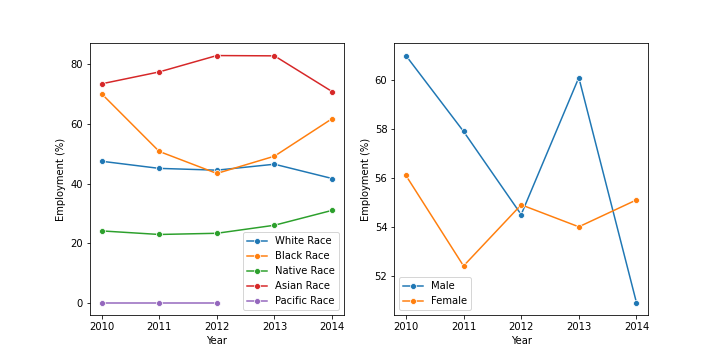 80
60
40
20
0
Employment (%)
2010 2011 2012 2013 2014
Year
White Race
Black Race
Native Race
Asian Race
Pacific Race
60
58
56
54
52
Employment (%)
2010 2011 2012 2013 2014
Year
Male
Female